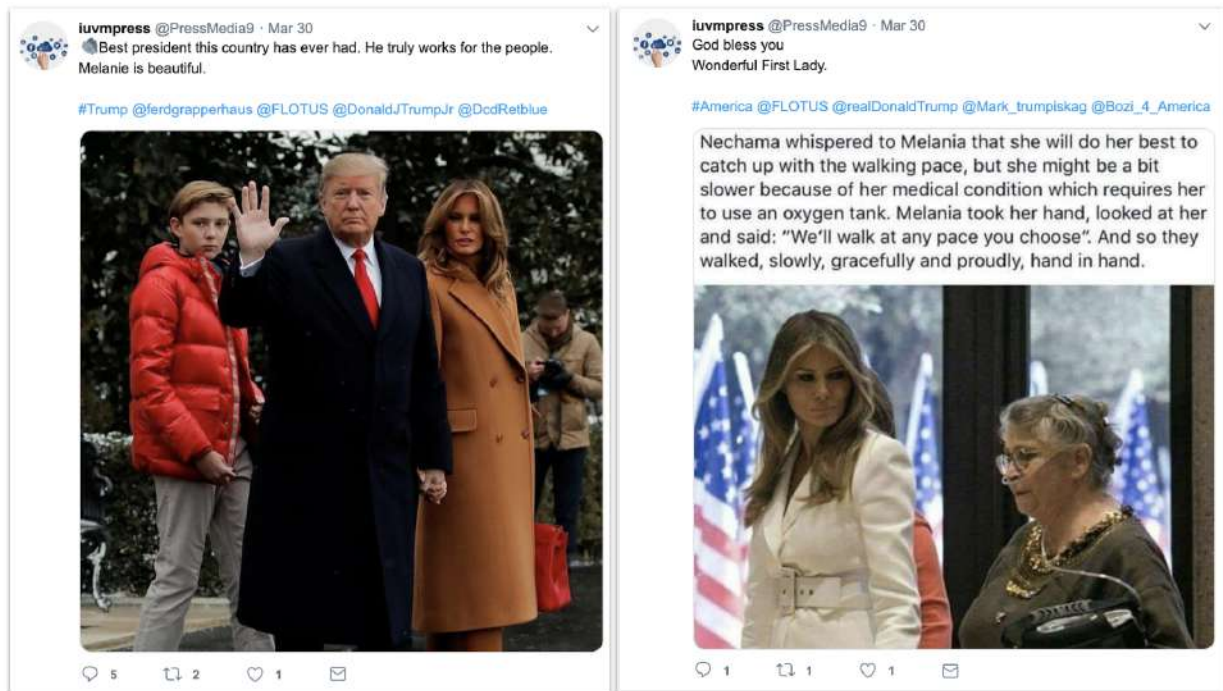 iuvmpress @PressMedia9 · Mar 30
Best president this country has ever had. He truly works for the people.
Melanie is beautiful.
#Trump @ferdgrapperhaus @FLOTUS @DonaldJTrumpJr @DcdRetblue
5 2 1
iuvmpress @PressMedia9 · Mar 30
God bless you
Wonderful First Lady.
#America @FLOTUS @realDonaldTrump @Mark_trumpiskag @Bozi_4_America
Nechama whispered to Melania that she will do her best to
catch up with the walking pace, but she might be a bit
slower because of her medical condition which requires her
to use an oxygen tank. Melania took her hand, looked at her
and said: “We’ll walk at any pace you choose“. And so they
walked, slowly, gracefully and proudly, hand in hand.
1 1 1